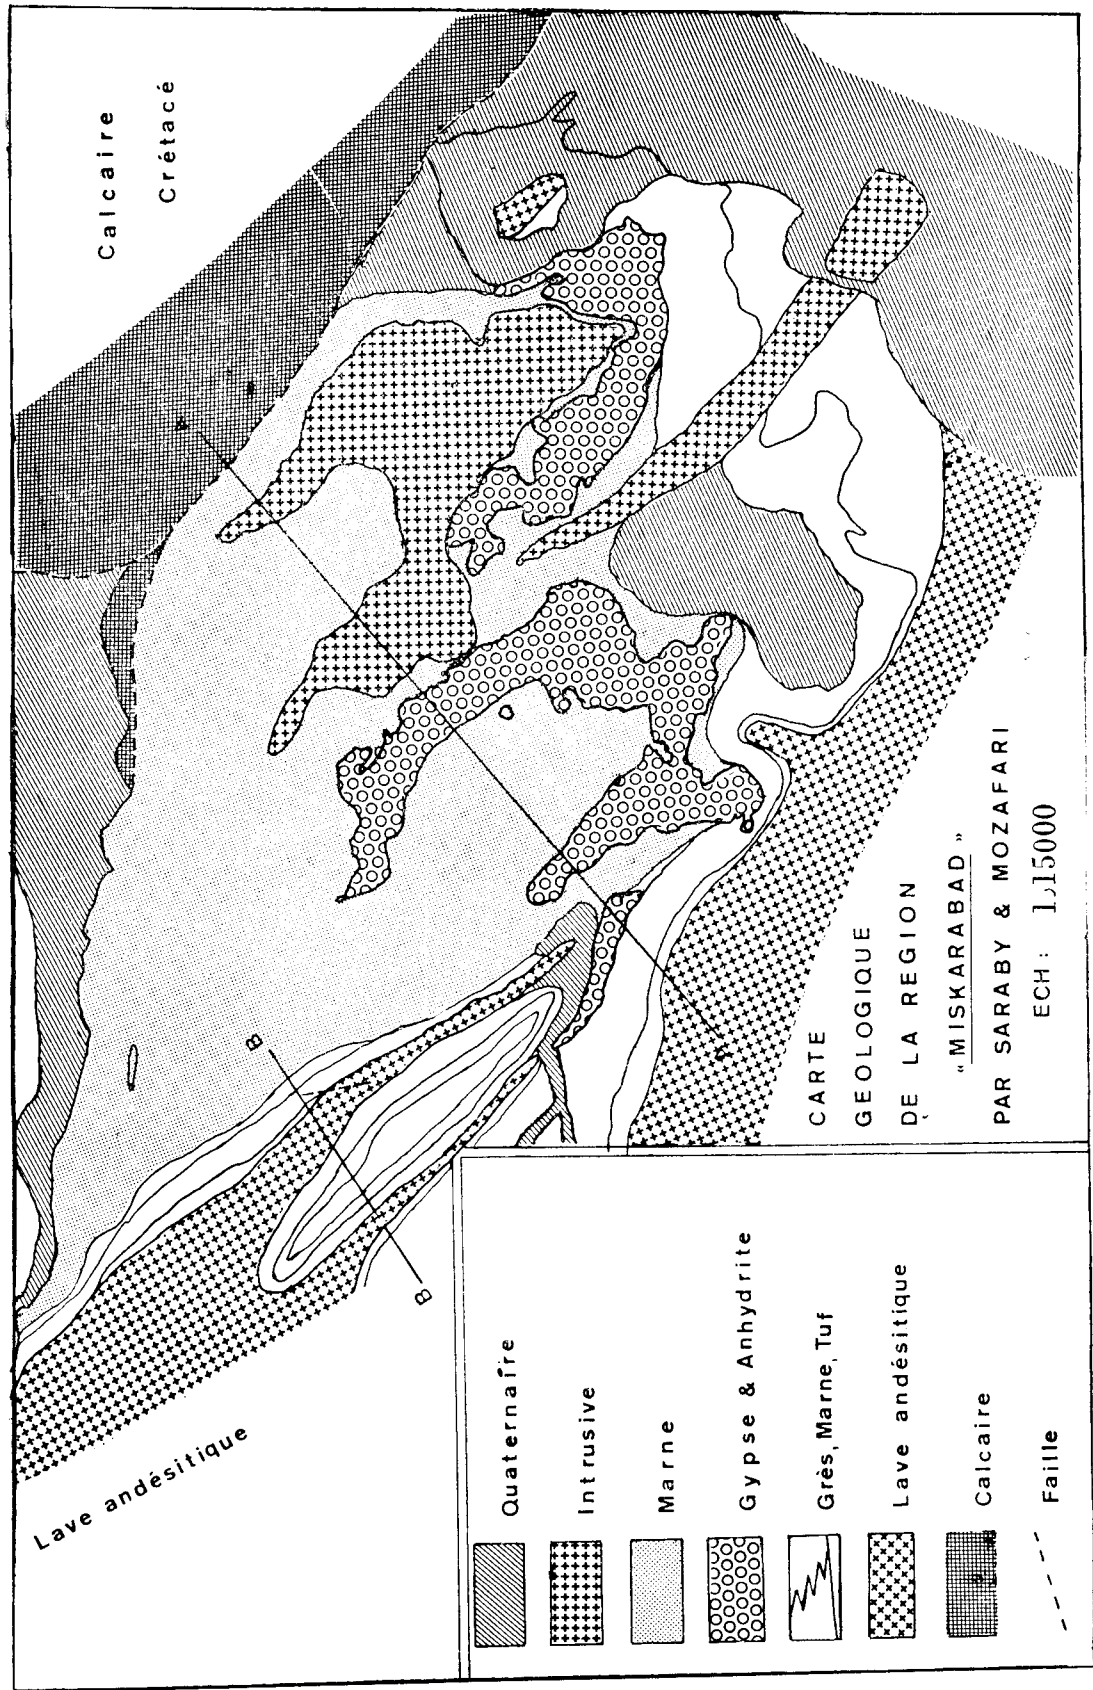 Calcaire
Crétacé
A
A
B
B
Lave andésitique
CARTE
GEOLOGIQUE
DE LA REGION
"MISKARABAD"
PAR SARABY & MOZAFARI
ECH: 1,15000
Quaternaire
Intrusive
Marne
Gypse & Anhydrite
Grès, Marne, Tuf
Lave andésitique
Calcaire
Faille